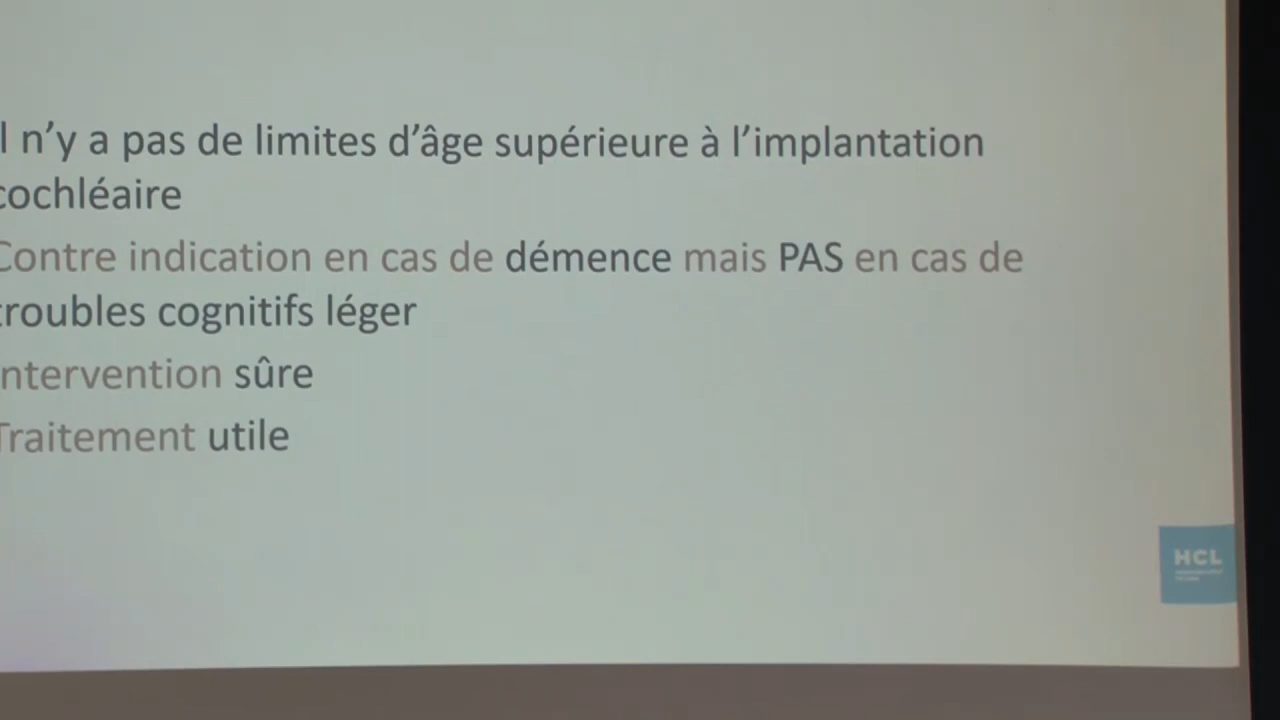 l n'y a pas de limites d'âge supérieure à l'implantation
cochléaire
Contre indication en cas de démence mais PAS en cas de
troubles cognitifs léger
ntervention sûre
Traitement utile
HCL